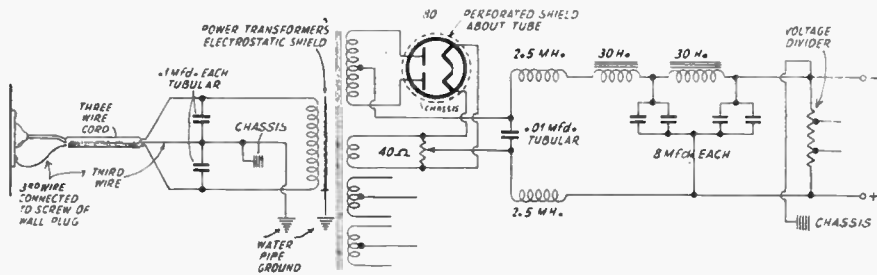 POWER TRANSFORMERS
ELECTROSTATIC SHIELD
80
PERFORATED SHIELD
ABOUT TUBE
VOLTAGE
DIVIDER
.1 Mfd. EACH
TUBULAR
2.5 MH.
30 H.
30 H.
THREE
WIRE
CORD
CHASSIS
CHASSIS
THIRD
WIRE
40Ω
.01 Mfd.
TUBULAR
8 Mfd. EACH
3RD WIRE
CONNECTED
TO SCREW OF
WALL PLUG
WATER
PIPE
GROUND
2.5 MH.
CHASSIS
-
+